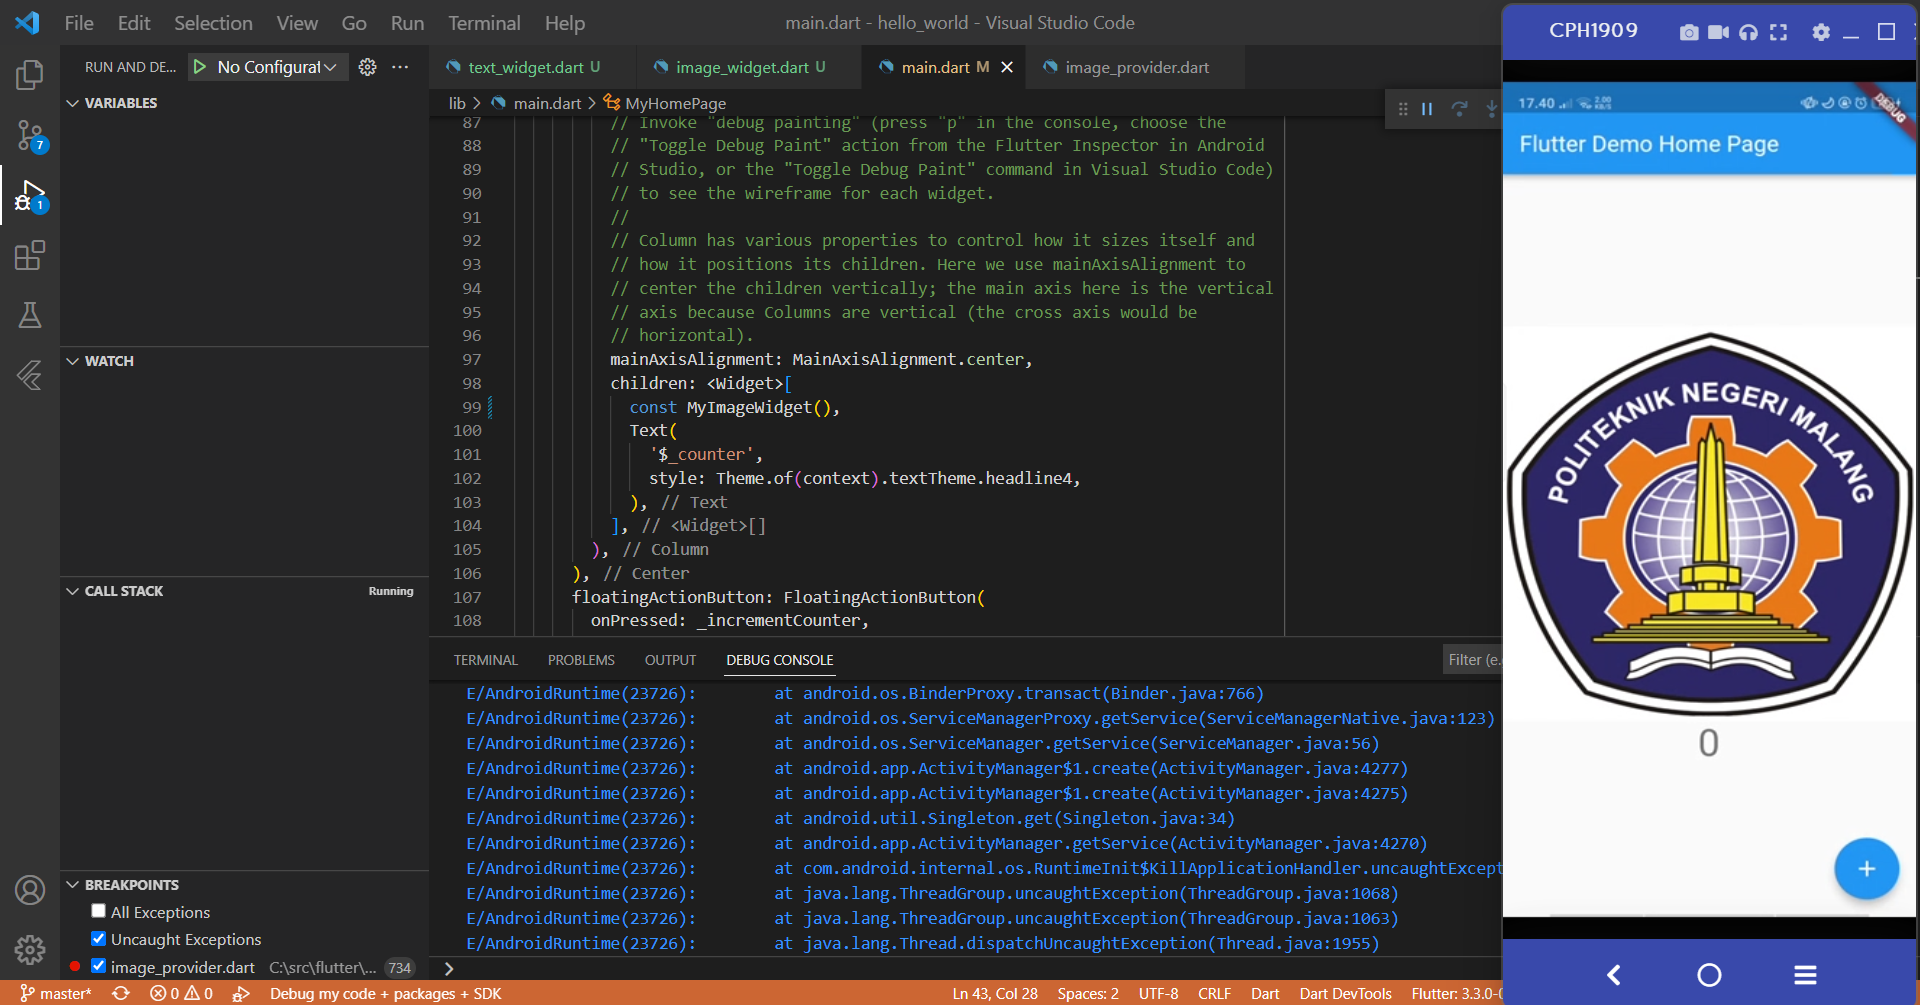 File Edit Selection View Go Run Terminal Help
main.dart - hello_world - Visual Studio Code
RUN AND DE... No Configurat
text_widget.dart U
image_widget.dart U
main.dart M
image_provider.dart
lib > main.dart > MyHomePage
VARIABLES
WATCH
CALL STACK Running
BREAKPOINTS
All Exceptions
Uncaught Exceptions
image_provider.dart C:\src\flutter\... 734
7
1
87 // Invoke "debug painting" (press "p" in the console, choose the
88 // "Toggle Debug Paint" action from the Flutter Inspector in Android
89 // Studio, or the "Toggle Debug Paint" command in Visual Studio Code)
90 // to see the wireframe for each widget.
91 //
92 // Column has various properties to control how it sizes itself and
93 // how it positions its children. Here we use mainAxisAlignment to
94 // center the children vertically; the main axis here is the vertical
95 // axis because Columns are vertical (the cross axis would be
96 // horizontal).
97 mainAxisAlignment: MainAxisAlignment.center,
98 children: <Widget>[
99 const MyImageWidget(),
100 Text(
101 '$_counter',
102 style: Theme.of(context).textTheme.headline4,
103 ), // Text
104 ], // <Widget>[]
105 ), // Column
106 ), // Center
107 floatingActionButton: FloatingActionButton(
108 onPressed: _incrementCounter,
TERMINAL PROBLEMS OUTPUT DEBUG CONSOLE Filter (e.
E/AndroidRuntime(23726): at android.os.BinderProxy.transact(Binder.java:766)
E/AndroidRuntime(23726): at android.os.ServiceManagerProxy.getService(ServiceManagerNative.java:123)
E/AndroidRuntime(23726): at android.os.ServiceManager.getService(ServiceManager.java:56)
E/AndroidRuntime(23726): at android.app.ActivityManager$1.create(ActivityManager.java:4277)
E/AndroidRuntime(23726): at android.app.ActivityManager$1.create(ActivityManager.java:4275)
E/AndroidRuntime(23726): at android.util.Singleton.get(Singleton.java:34)
E/AndroidRuntime(23726): at android.app.ActivityManager.getService(ActivityManager.java:4270)
E/AndroidRuntime(23726): at com.android.internal.os.RuntimeInit$KillApplicationHandler.uncaughtExcept
E/AndroidRuntime(23726): at java.lang.ThreadGroup.uncaughtException(ThreadGroup.java:1068)
E/AndroidRuntime(23726): at java.lang.ThreadGroup.uncaughtException(ThreadGroup.java:1063)
E/AndroidRuntime(23726): at java.lang.Thread.dispatchUncaughtException(Thread.java:1955)
master* 0 0 Debug my code + packages + SDK
Ln 43, Col 28 Spaces: 2 UTF-8 CRLF Dart Dart DevTools Flutter: 3.3.0-0
CPH1909
17.40 2.00 KB/S
DEBUG
Flutter Demo Home Page
POLITEKNIK NEGERI MALANG
0